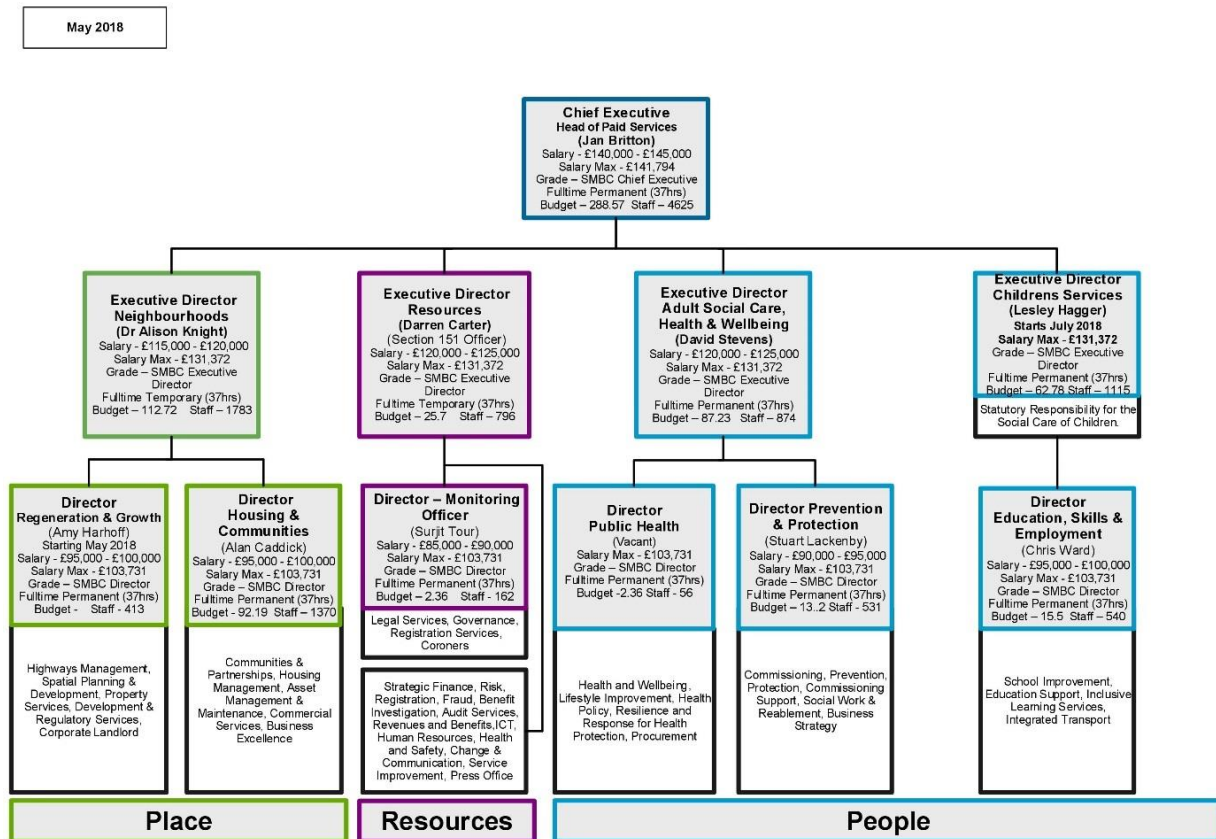 May 2018
Chief Executive
Head of Paid Services
(Jan Britton)
Salary - £140,000 - £145,000
Salary Max - £141,794
Grade – SMBC Chief Executive
Fulltime Permanent (37hrs)
Budget – 288.57 Staff – 4625
Executive Director
Neighbourhoods
(Dr Alison Knight)
Salary - £115,000 - £120,000
Salary Max - £131,372
Grade – SMBC Executive
Director
Fulltime Temporary (37hrs)
Budget – 112.72 Staff – 1783
Executive Director
Resources
(Darren Carter)
(Section 151 Officer)
Salary - £120,000 - £125,000
Salary Max - £131,372
Grade – SMBC Executive
Director
Fulltime Temporary (37hrs)
Budget – 25.7 Staff – 796
Executive Director
Adult Social Care,
Health & Wellbeing
(David Stevens)
Salary - £120,000 - £125,000
Salary Max - £131,372
Grade – SMBC Executive
Director
Fulltime Permanent (37hrs)
Budget – 87.23 Staff – 874
Executive Director
Childrens Services
(Lesley Hagger)
Starts July 2018
Salary Max - £131,372
Grade – SMBC Executive
Director
Fulltime Permanent (37hrs)
Budget – 62.78 Staff – 1115
Statutory Responsibility for the
Social Care of Children.
Director
Regeneration & Growth
(Amy Harhoff)
Starting May 2018
Salary - £95,000 - £100,000
Salary Max - £103,731
Grade – SMBC Director
Fulltime Permanent (37hrs)
Budget - Staff - 413
Highways Management,
Spatial Planning &
Development, Property
Services, Development &
Regulatory Services,
Corporate Landlord
Director
Housing &
Communities
(Alan Caddick)
Salary - £95,000 - £100,000
Salary Max - £103,731
Grade – SMBC Director
Fulltime Permanent (37hrs)
Budget - 92.19 Staff – 1370
Communities &
Partnerships, Housing
Management, Asset
Management &
Maintenance, Commercial
Services, Business
Excellence
Director – Monitoring
Officer
(Surjit Tour)
Salary - £85,000 - £90,000
Salary Max - £103,731
Grade – SMBC Director
Fulltime Permanent (37hrs)
Budget – 2.36 Staff - 162
Legal Services, Governance,
Registration Services,
Coroners
Strategic Finance, Risk,
Registration, Fraud, Benefit
Investigation, Audit Services,
Revenues and Benefits,ICT,
Human Resources, Health
and Safety, Change &
Communication, Service
Improvement, Press Office
Director
Public Health
(Vacant)
Salary Max - £103,731
Grade – SMBC Director
Fulltime Permanent (37hrs)
Budget -2.36 Staff - 56
Health and Wellbeing,
Lifestyle Improvement, Health
Policy, Resilience and
Response for Health
Protection, Procurement
Director Prevention
& Protection
(Stuart Lackenby)
Salary - £90,000 - £95,000
Salary Max - £103,731
Grade – SMBC Director
Fulltime Permanent (37hrs)
Budget – 13..2 Staff - 531
Commissioning, Prevention,
Protection, Commissioning
Support, Social Work &
Reablement, Business
Strategy
Director
Education, Skills &
Employment
(Chris Ward)
Salary - £95,000 - £100,000
Salary Max - £103,731
Grade – SMBC Director
Fulltime Permanent (37hrs)
Budget – 15.5 Staff – 540
School Improvement,
Education Support, Inclusive
Learning Services,
Integrated Transport
Place
Resources
People